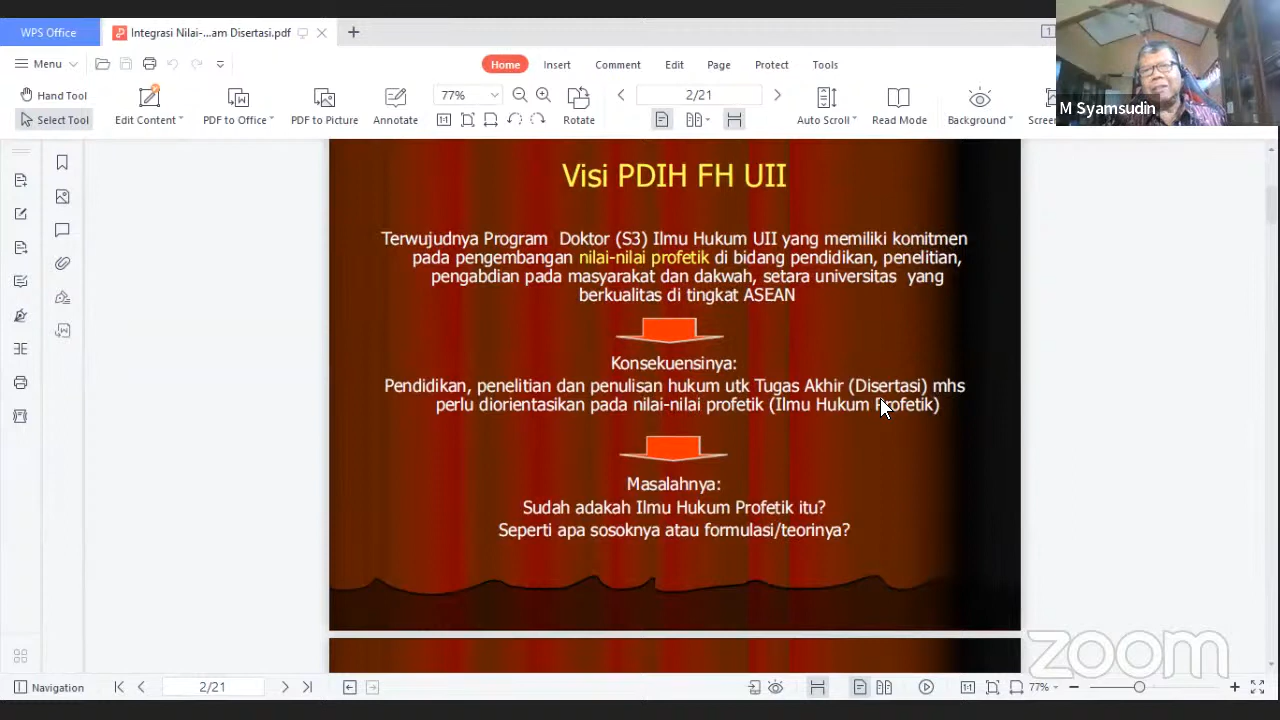 WPS Office
Integrasi Nilai-...am Disertasi.pdf
1
M Syamsudin
Menu
Home
Insert
Comment
Edit
Page
Protect
Tools
Hand Tool
Select Tool
Edit Content
PDF to Office
PDF to Picture
Annotate
77%
Rotate
2/21
Auto Scroll
Read Mode
Background
Visi PDIH FH UII
Terwujudnya Program Doktor (S3) Ilmu Hukum UII yang memiliki komitmen
pada pengembangan nilai-nilai profetik di bidang pendidikan, penelitian,
pengabdian pada masyarakat dan dakwah, setara universitas yang
berkualitas di tingkat ASEAN
Konsekuensinya:
Pendidikan, penelitian dan penulisan hukum utk Tugas Akhir (Disertasi) mhs
perlu diorientasikan pada nilai-nilai profetik (Ilmu Hukum Profetik)
Masalahnya:
Sudah adakah Ilmu Hukum Profetik itu?
Seperti apa sosoknya atau formulasi/teorinya?
zoom
Navigation
2/21
77%